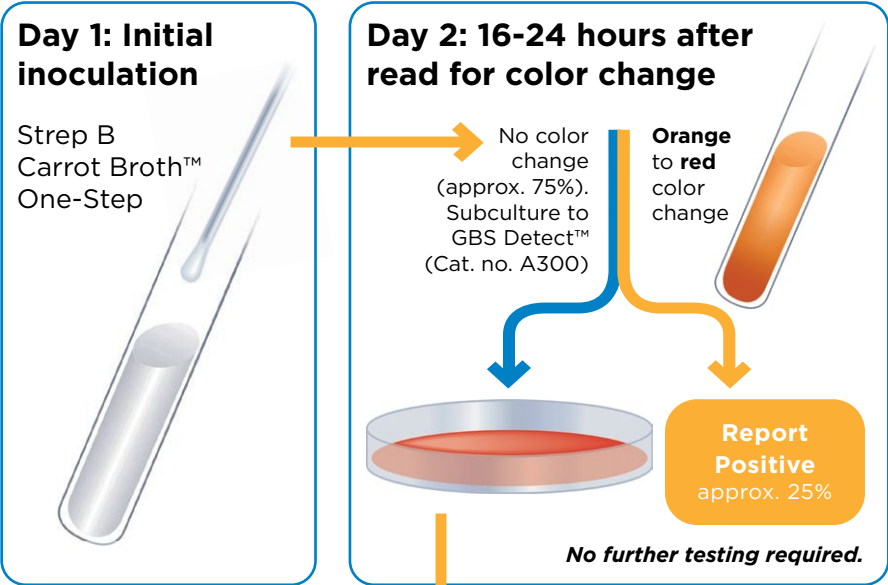 Day 1: Initial
inoculation
Strep B
Carrot Broth™
One-Step
Day 2: 16-24 hours after
read for color change
No color
change
(approx. 75%).
Subculture to
GBS Detect™
(Cat. no. A300)
Orange
to red
color
change
Report
Positive
approx. 25%
No further testing required.